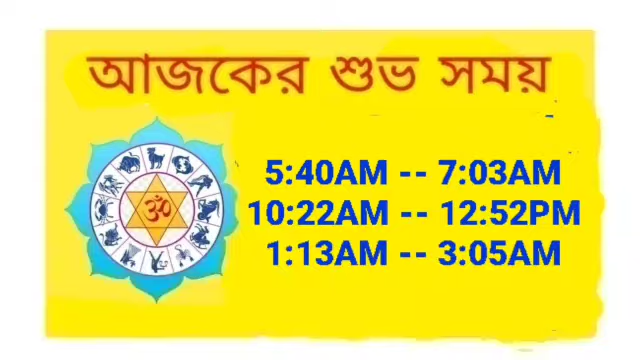 আজকের শুভ সময়
5:40AM -- 7:03AM
10:22AM -- 12:52PM
1:13AM -- 3:05AM
ॐ